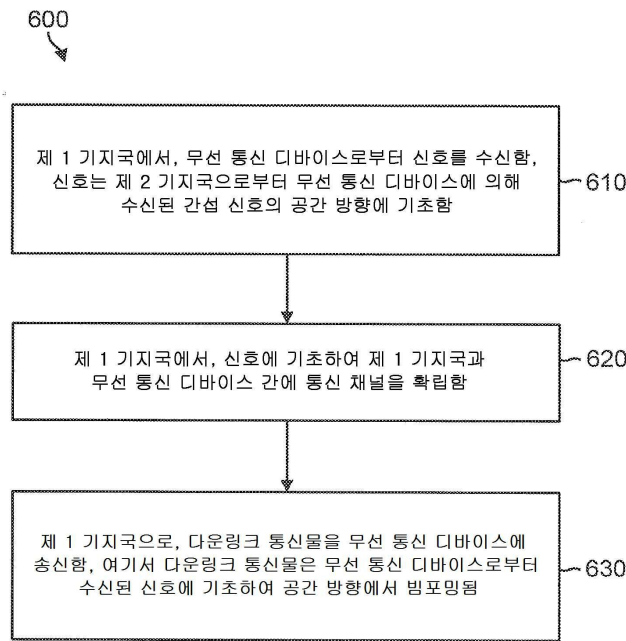 600
제 1 기지국에서, 무선 통신 디바이스로부터 신호를 수신함,
신호는 제 2 기지국으로부터 무선 통신 디바이스에 의해
수신된 간섭 신호의 공간 방향에 기초함
610
제 1 기지국에서, 신호에 기초하여 제 1 기지국과
무선 통신 디바이스 간에 통신 채널을 확립함
620
제 1 기지국으로, 다운링크 통신물을 무선 통신 디바이스에
송신함, 여기서 다운링크 통신물은 무선 통신 디바이스로부터
수신된 신호에 기초하여 공간 방향에서 빔포밍됨
630